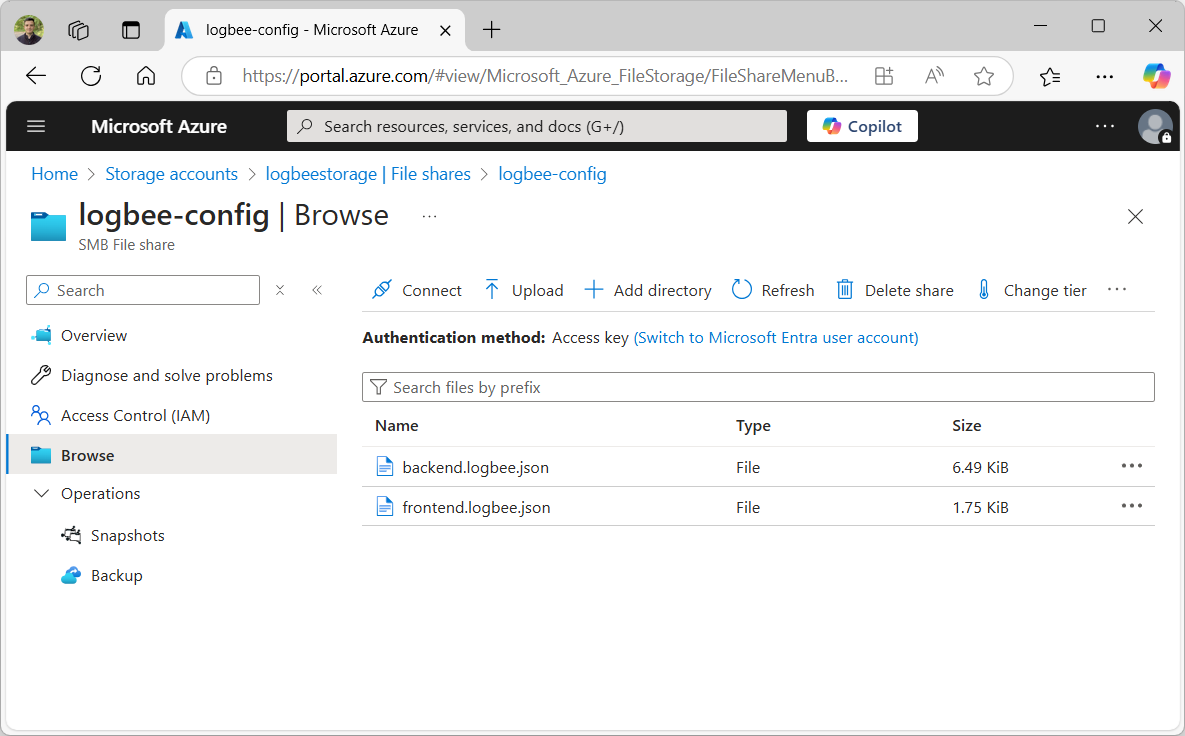 logbee-config - Microsoft Azure
https://portal.azure.com/#view/Microsoft_Azure_FileStorage/FileShareMenuB...
Microsoft Azure
Search resources, services, and docs (G+/)
Copilot
Home > Storage accounts > logbeestorage | File shares > logbee-config
logbee-config | Browse
SMB File share
Search
Connect
Upload
Add directory
Refresh
Delete share
Change tier
Overview
Diagnose and solve problems
Access Control (IAM)
Browse
Operations
Snapshots
Backup
Authentication method: Access key (Switch to Microsoft Entra user account)
Search files by prefix
Name Type Size
backend.logbee.json File 6.49 KiB
frontend.logbee.json File 1.75 KiB